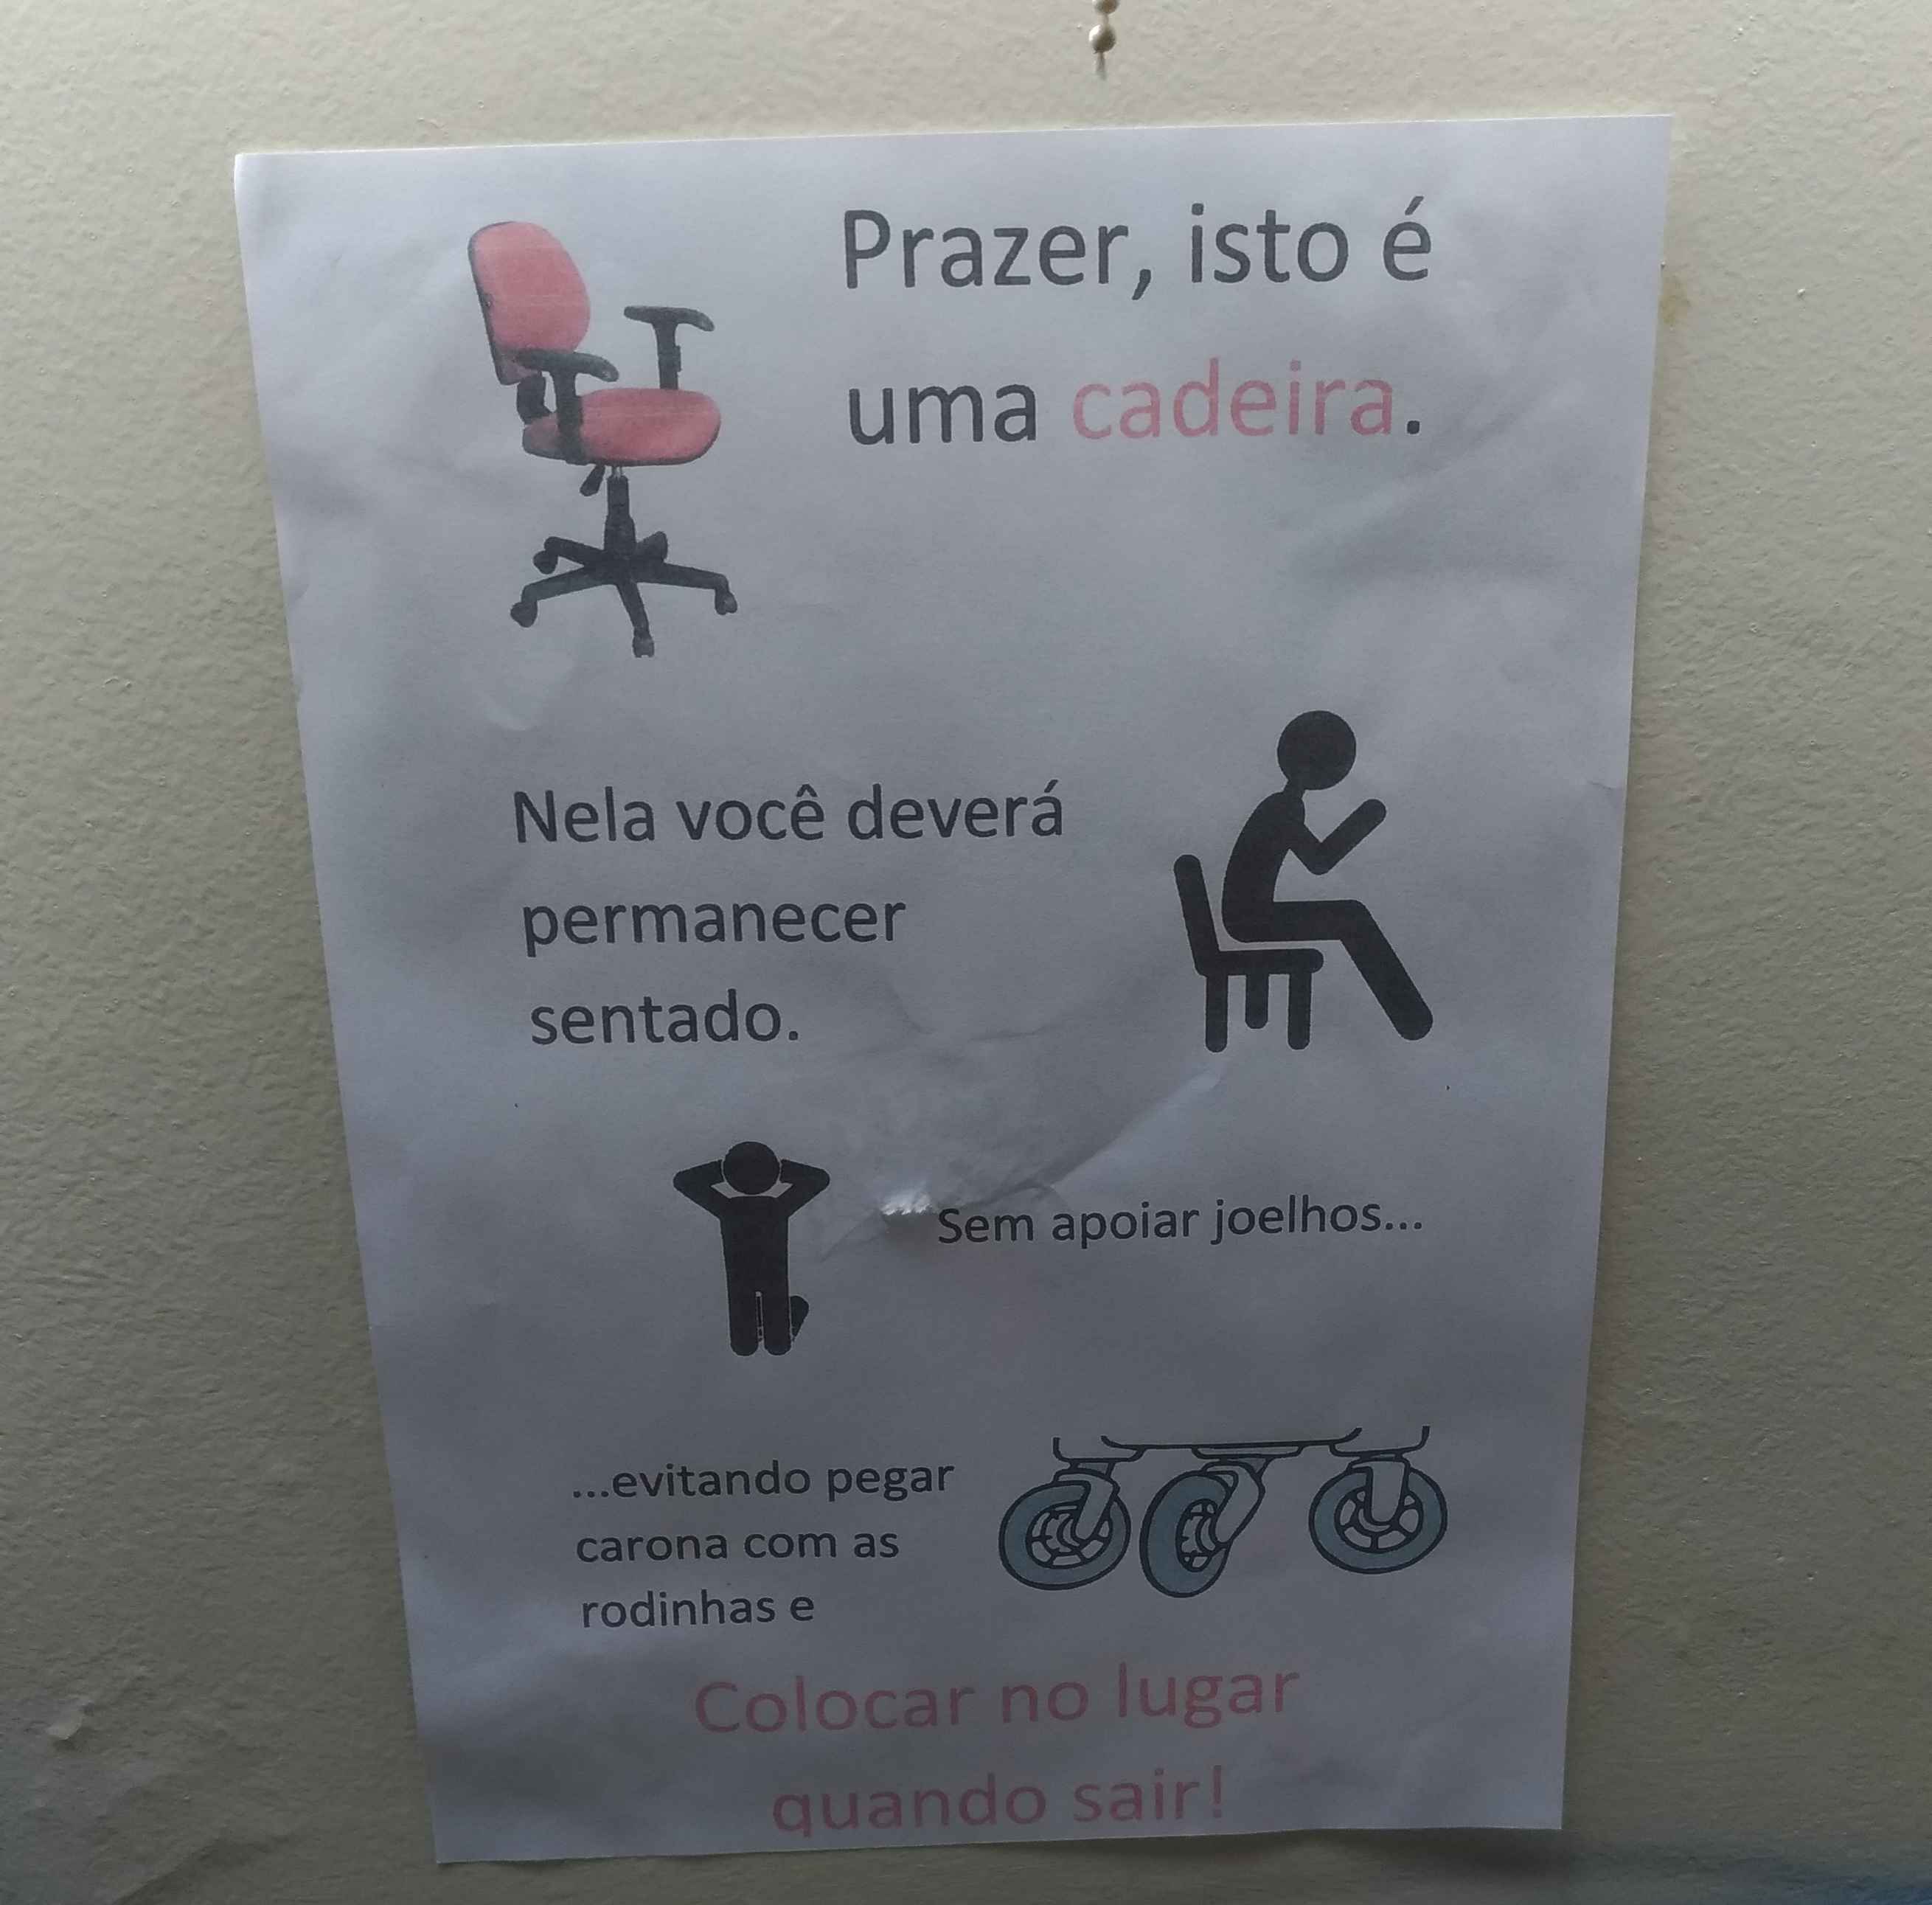 Prazer, isto é
uma cadeira.
Nela você deverá
permanecer
sentado.
Sem apoiar joelhos...
...evitando pegar
carona com as
rodinhas e
Colocar no lugar
quando sair!